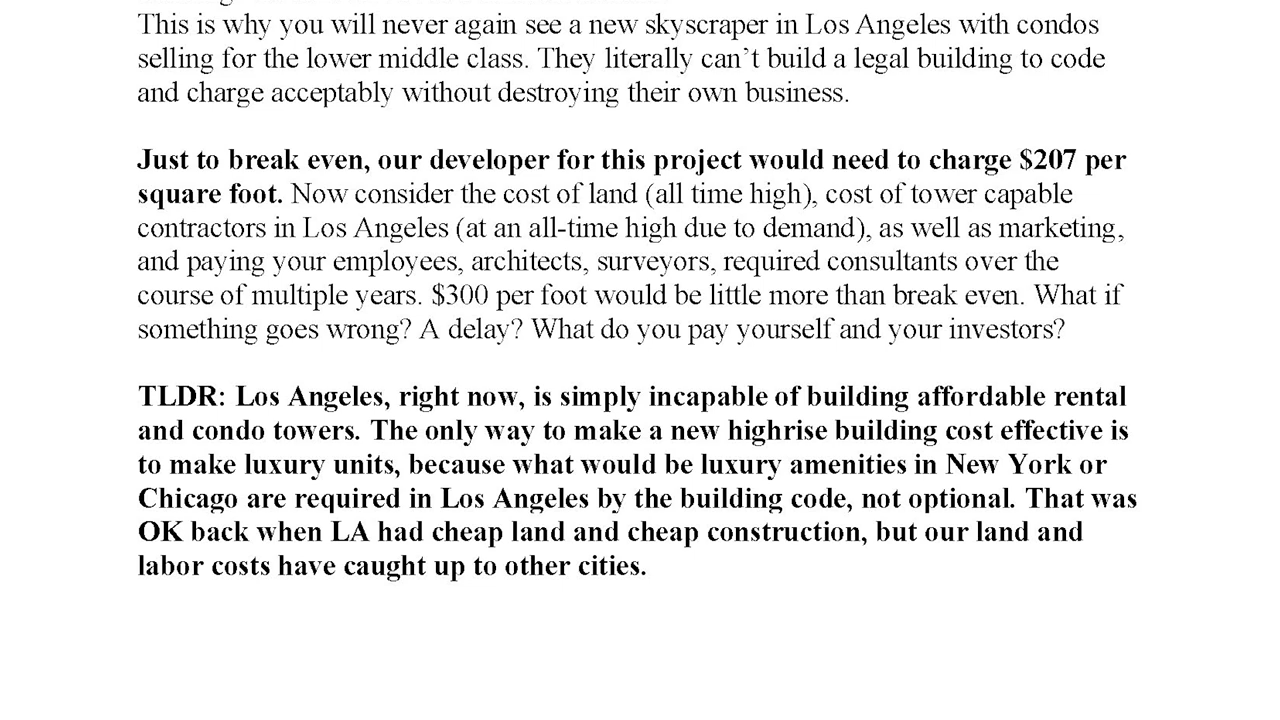 This is why you will never again see a new skyscraper in Los Angeles with condos
selling for the lower middle class. They literally can’t build a legal building to code
and charge acceptably without destroying their own business.
Just to break even, our developer for this project would need to charge $207 per
square foot. Now consider the cost of land (all time high), cost of tower capable
contractors in Los Angeles (at an all-time high due to demand), as well as marketing,
and paying your employees, architects, surveyors, required consultants over the
course of multiple years. $300 per foot would be little more than break even. What if
something goes wrong? A delay? What do you pay yourself and your investors?
TLDR: Los Angeles, right now, is simply incapable of building affordable rental
and condo towers. The only way to make a new highrise building cost effective is
to make luxury units, because what would be luxury amenities in New York or
Chicago are required in Los Angeles by the building code, not optional. That was
OK back when LA had cheap land and cheap construction, but our land and
labor costs have caught up to other cities.